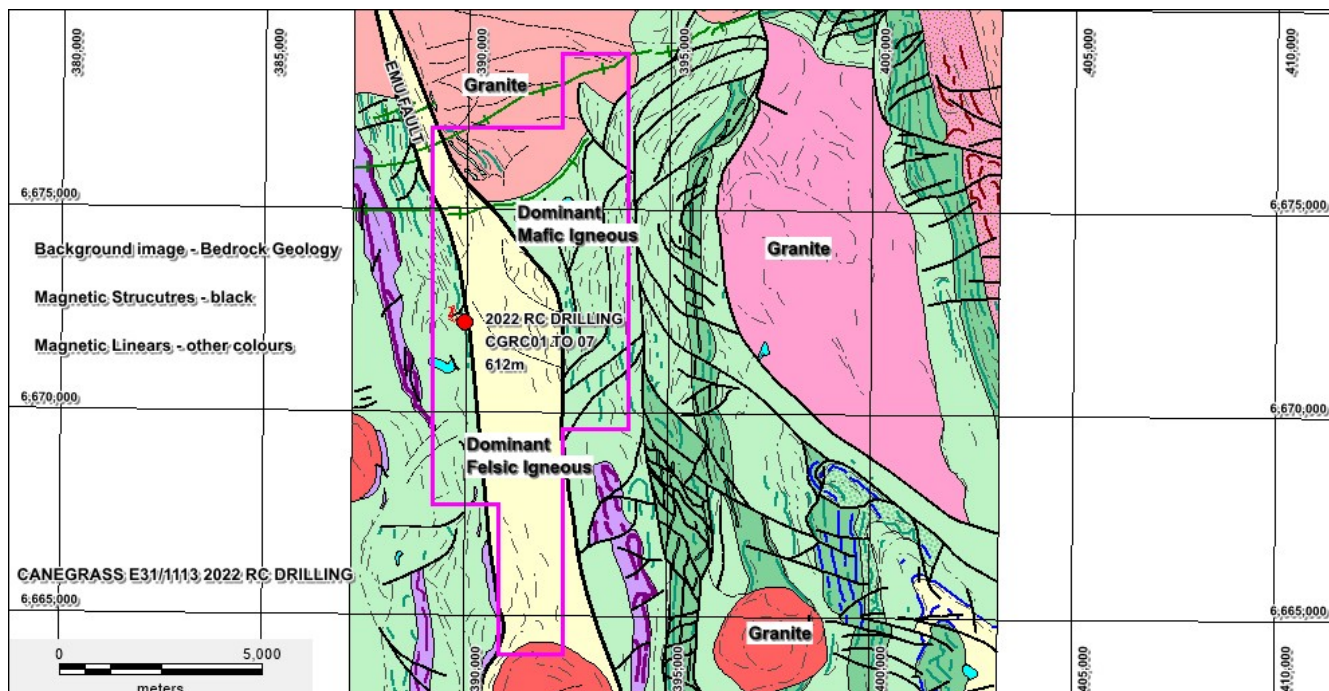 380,000
385,000
390,000
395,000
400,000
405,000
410,000
EMU FAULT
Granite
6,675,000
6,675,000
Dominant
Mafic Igneous
Granite
Background image - Bedrock Geology
Magnetic Strucutres - black
Magnetic Linears - other colours
2022 RC DRILLING
CGRC01 TO 07
612m
6,670,000
6,670,000
Dominant
Felsic Igneous
CANEGRASS E31/1113 2022 RC DRILLING
6,665,000
6,665,000
Granite
0 5,000
meters
390,000
395,000
400,000
405,000
410,000